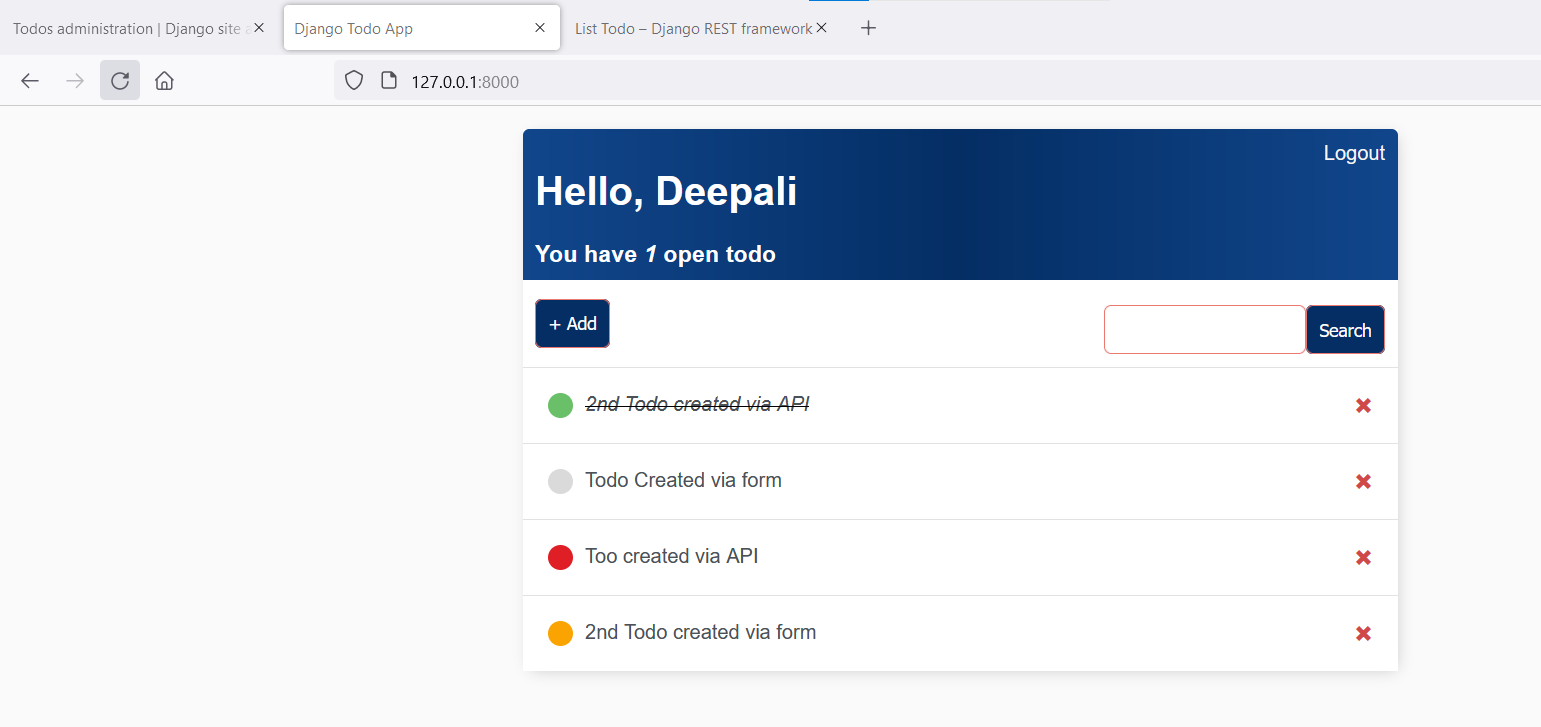 Todos administration | Django site a
Django Todo App
List Todo – Django REST framework
127.0.0.1:8000
Logout
Hello, Deepali
You have 1 open todo
+ Add
Search
2nd Todo created via API
Todo Created via form
Too created via API
2nd Todo created via form